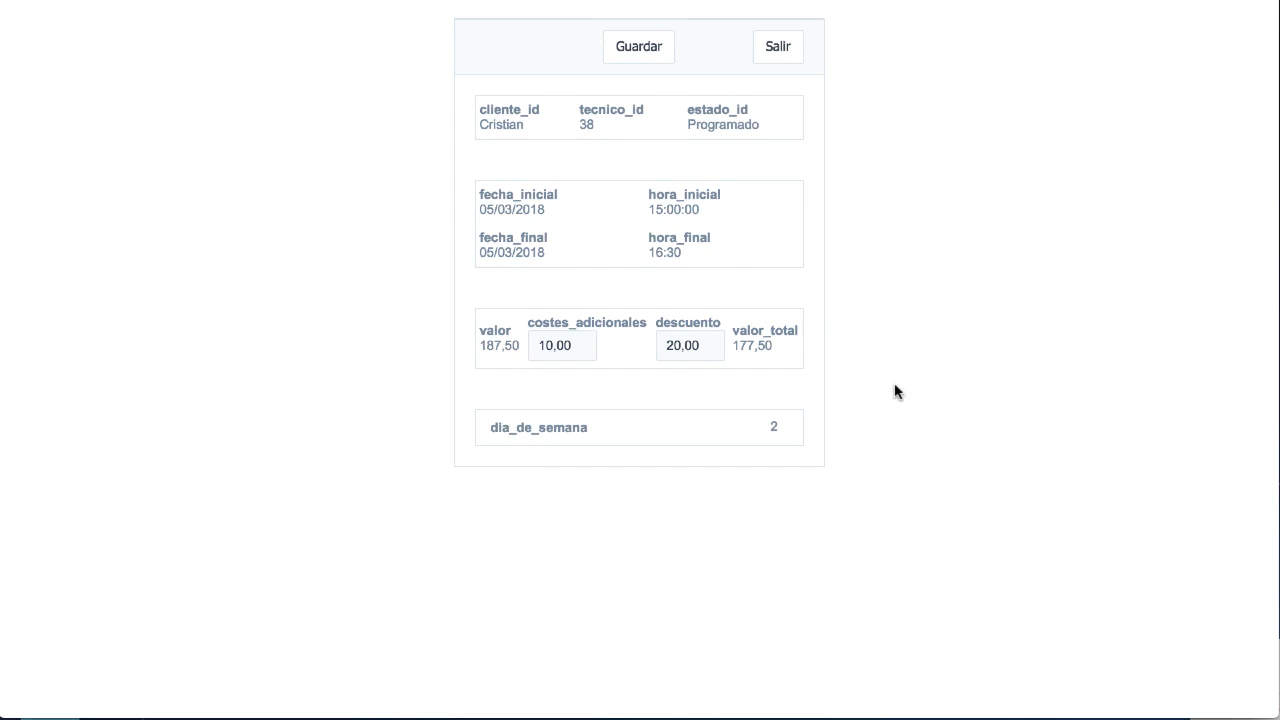 Guardar Salir
cliente_id tecnico_id estado_id
Cristian 38 Programado
fecha_inicial hora_inicial
05/03/2018 15:00:00
fecha_final hora_final
05/03/2018 16:30
valor costes_adicionales descuento valor_total
187,50 10,00 20,00 177,50
dia_de_semana 2